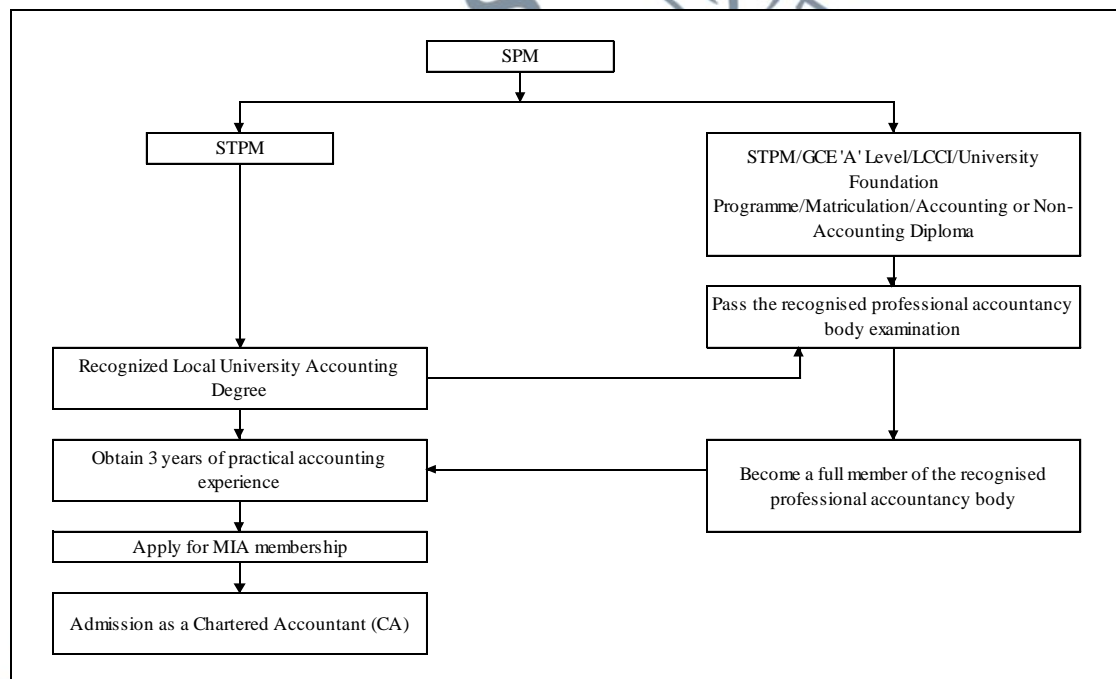 SPM
STPM
STPM/GCE 'A' Level/LCCI/University
Foundation
Programme/Matriculation/Accounting or Non-
Accounting Diploma
Pass the recognised professional accountancy
body examination
Recognized Local University Accounting
Degree
Obtain 3 years of practical accounting
experience
Become a full member of the recognised
professional accountancy body
Apply for MIA membership
Admission as a Chartered Accountant (CA)